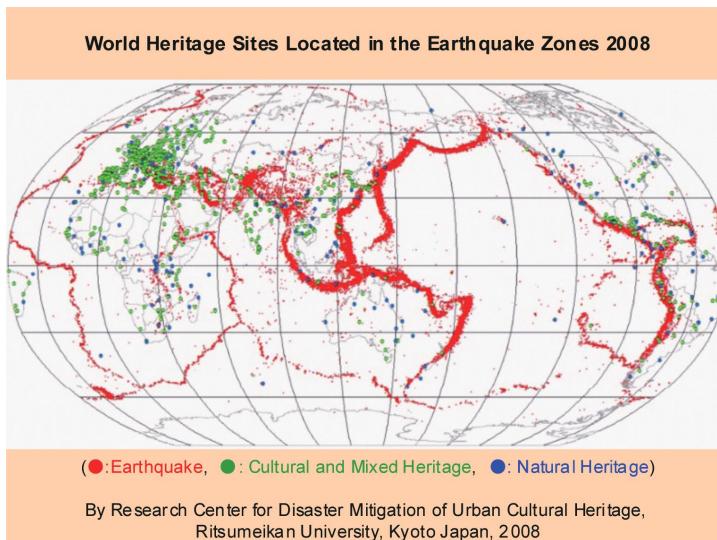 World Heritage Sites Located in the Earthquake Zones 2008
(●:Earthquake, ●: Cultural and Mixed Heritage, ●: Natural Heritage)
By Research Center for Disaster Mitigation of Urban Cultural Heritage,
Ritsumeikan University, Kyoto Japan, 2008